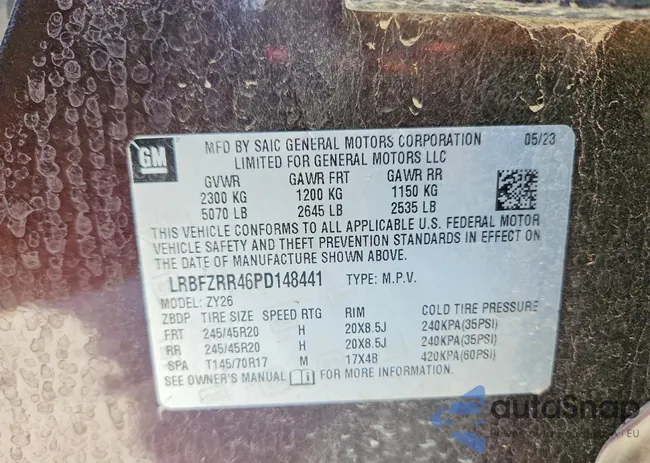 GM
MFD BY SAIC GENERAL MOTORS CORPORATION 05/23
LIMITED FOR GENERAL MOTORS LLC
GVWR GAWR FRT GAWR RR
2300 KG 1200 KG 1150 KG
5070 LB 2645 LB 2535 LB
THIS VEHICLE CONFORMS TO ALL APPLICABLE U.S. FEDERAL MOTOR
VEHICLE SAFETY AND THEFT PREVENTION STANDARDS IN EFFECT ON
THE DATE OF MANUFACTURE SHOWN ABOVE.
LRBFZRR46PD148441 TYPE: M.P.V.
MODEL: ZY26
ZBDP TIRE SIZE SPEED RTG RIM COLD TIRE PRESSURE
FRT 245/45R20 H 20X8.5J 240KPA(35PSI)
RR 245/45R20 H 20X8.5J 240KPA(35PSI)
SPA T145/70R17 M 17X4B 420KPA(60PSI)
SEE OWNER'S MANUAL FOR MORE INFORMATION.
autoSnap